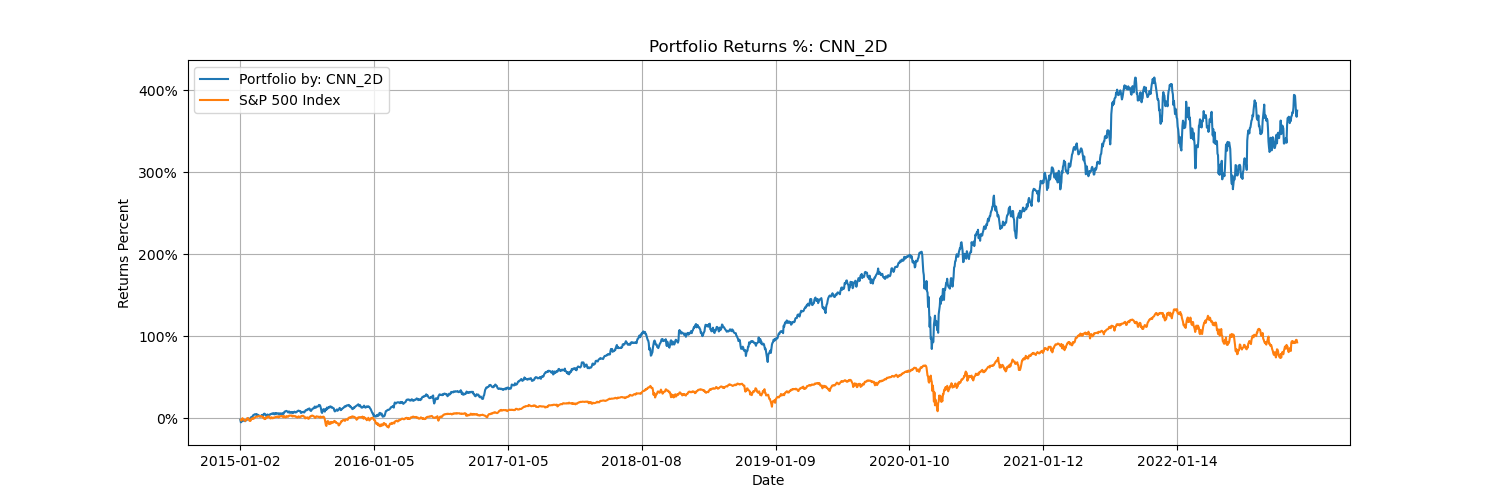 Portfolio Returns %: CNN_2D
Portfolio by: CNN_2D
S&P 500 Index
Returns Percent
400%
300%
200%
100%
0%
2015-01-02
2016-01-05
2017-01-05
2018-01-08
2019-01-09
2020-01-10
2021-01-12
2022-01-14
Date